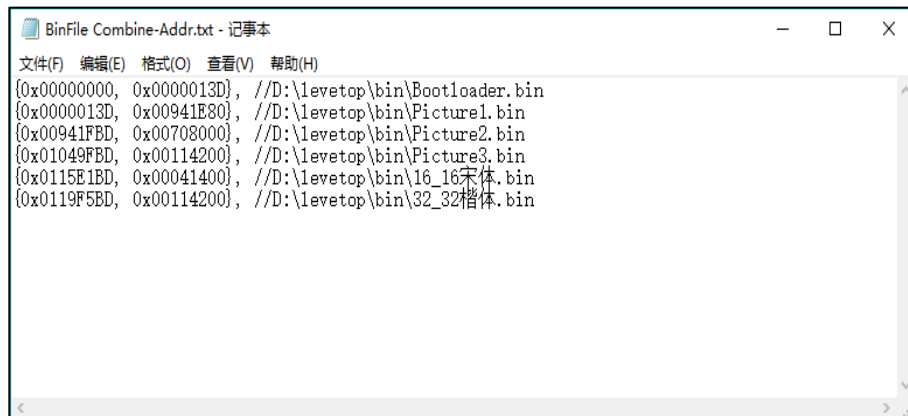 BinFile Combine-Addr.txt - 记事本
文件(F) 编辑(E) 格式(O) 查看(V) 帮助(H)
{0x00000000, 0x0000013D}, //D:\levetop\bin\Bootloader.bin
{0x0000013D, 0x00941E80}, //D:\levetop\bin\Picture1.bin
{0x00941FBD, 0x00708000}, //D:\levetop\bin\Picture2.bin
{0x01049FBD, 0x00114200}, //D:\levetop\bin\Picture3.bin
{0x0115E1BD, 0x00041400}, //D:\levetop\bin\16_16宋体.bin
{0x0119F5BD, 0x00114200}, //D:\levetop\bin\32_32楷体.bin